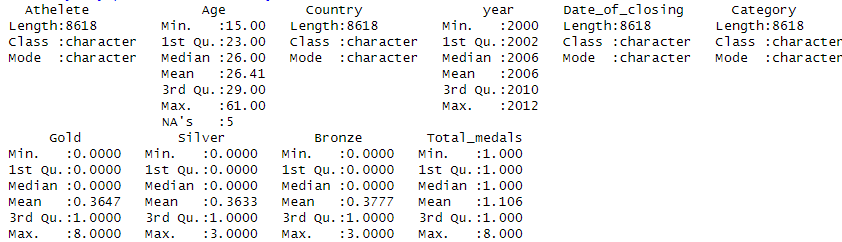 Athelete Age Country year Date_of_closing Category
Length:8618 Min. :15.00 Length:8618 Min. :2000 Length:8618 Length:8618
Class :character 1st Qu.:23.00 Class :character 1st Qu.:2002 Class :character Class :character
Mode :character Median :26.00 Mode :character Median :2006 Mode :character Mode :character
Mean :26.41 Mean :2006
3rd Qu.:29.00 3rd Qu.:2010
Max. :61.00 Max. :2012
NA's :5
Gold Silver Bronze Total_medals
Min. :0.0000 Min. :0.0000 Min. :0.0000 Min. :1.000
1st Qu.:0.0000 1st Qu.:0.0000 1st Qu.:0.0000 1st Qu.:1.000
Median :0.0000 Median :0.0000 Median :0.0000 Median :1.000
Mean :0.3647 Mean :0.3633 Mean :0.3777 Mean :1.106
3rd Qu.:1.0000 3rd Qu.:1.0000 3rd Qu.:1.0000 3rd Qu.:1.000
Max. :8.0000 Max. :3.0000 Max. :3.0000 Max. :8.000